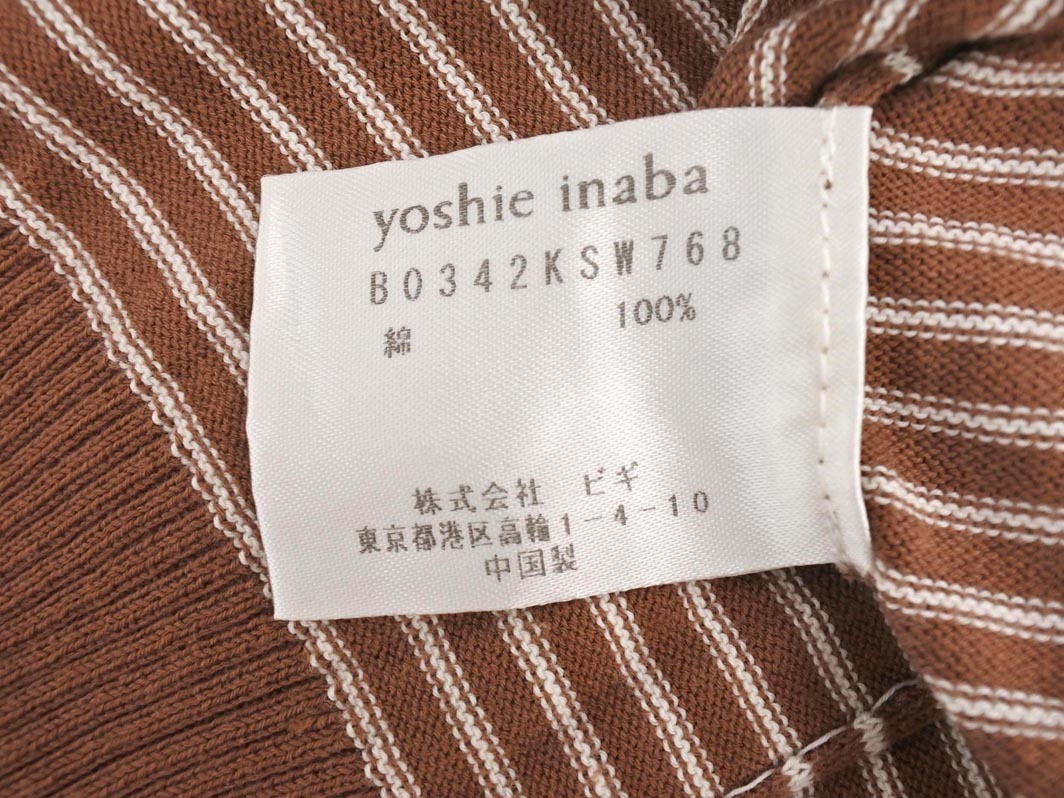 yoshie inaba
B0342KSW768
綿 100%
株式会社 ビギ
東京都港区高輪1-4-10
中国製